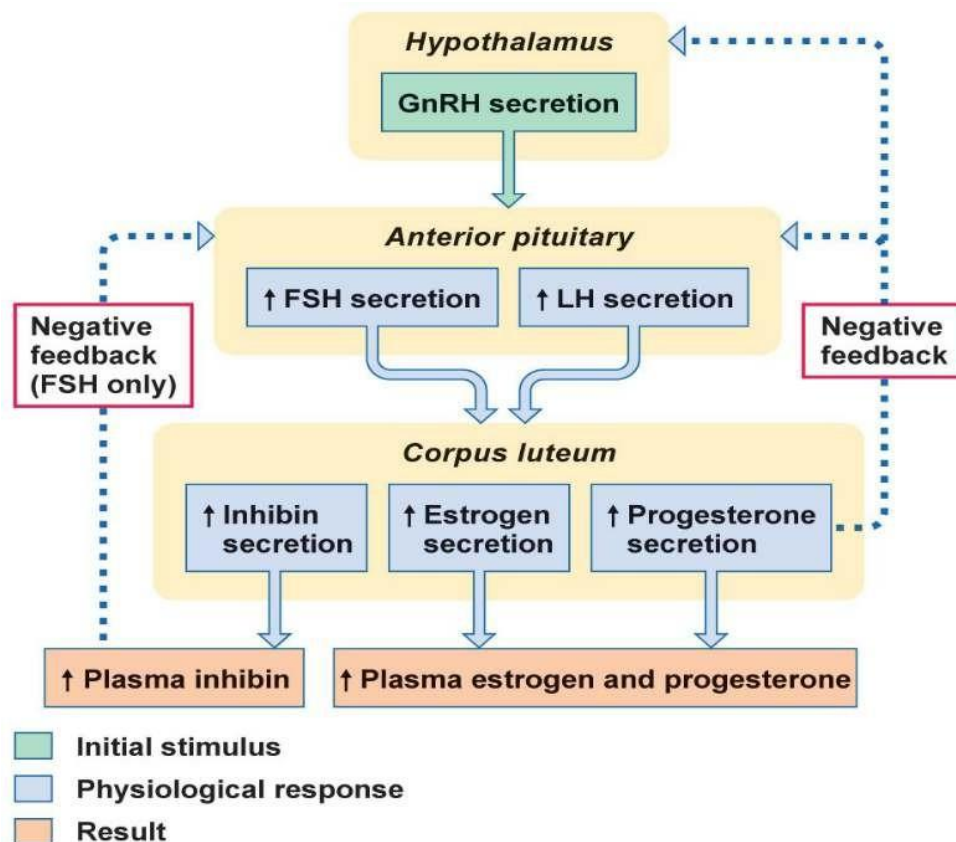 Hypothalamus
GnRH secretion
Anterior pituitary
↑ FSH secretion
↑ LH secretion
Negative
feedback
(FSH only)
Negative
feedback
Corpus luteum
↑ Inhibin
secretion
↑ Estrogen
secretion
↑ Progesterone
secretion
↑ Plasma inhibin
↑ Plasma estrogen and progesterone
Initial stimulus
Physiological response
Result